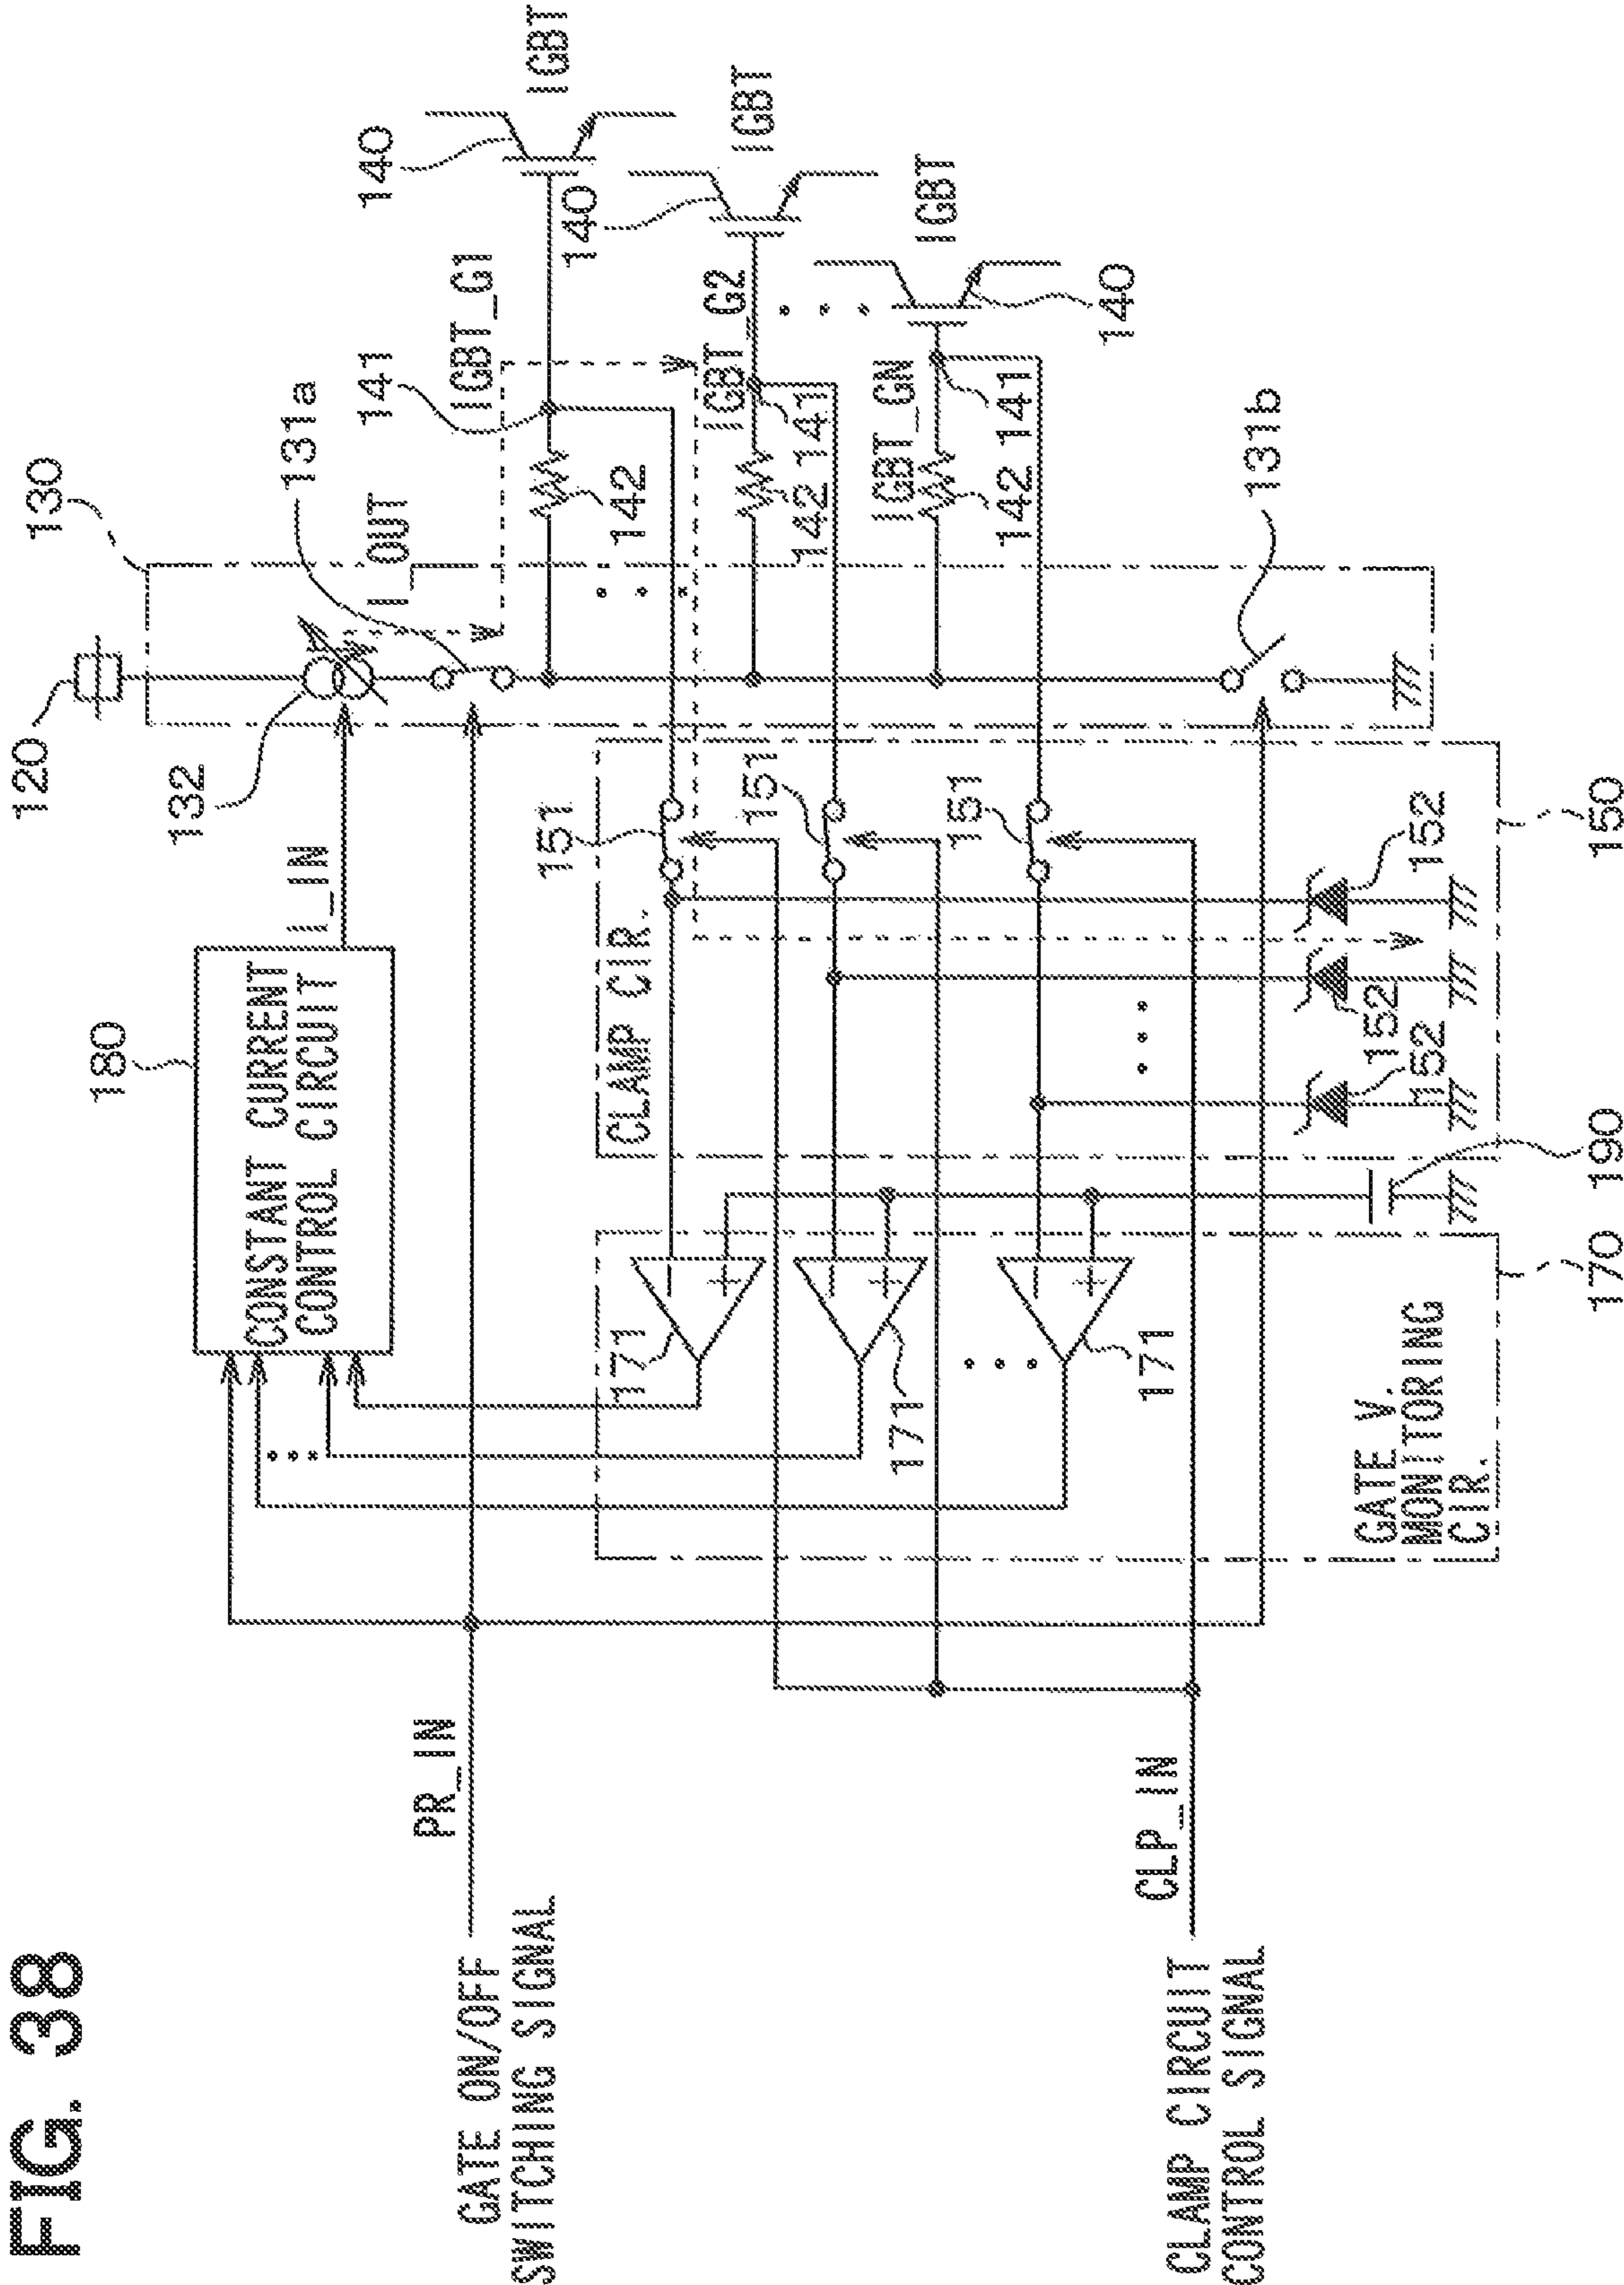 FIG. 38
GATE ON/OFF
SWITCHING SIGNAL
PR_IN
CLAMP CIRCUIT
CONTROL SIGNAL
CLP_IN
180
CONSTANT CURRENT
CONTROL CIRCUIT
I_IN
120
130
132
I_OUT
131a
131b
141
IGBT_G1
142
140
IGBT
IGBT_G2
141
142
140
IGBT
IGBT_GN
141
142
140
IGBT
CLAMP CIR.
151
151
151
152
152
152
150
190
171
171
171
GATE V.
MONITORING
CIR.
170